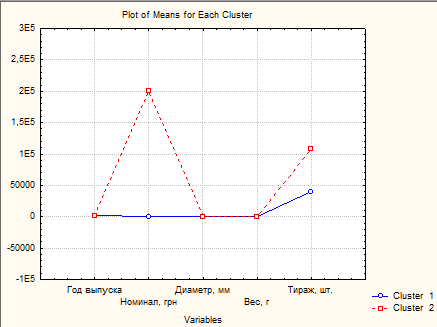 Plot of Means for Each Cluster
3E5
2,5E5
2E5
1,5E5
1E5
50000
0
-50000
-1E5
Год выпуска
Диаметр, мм
Тираж, шт.
Номинал, грн
Вес, г
Variables
Cluster 1
Cluster 2